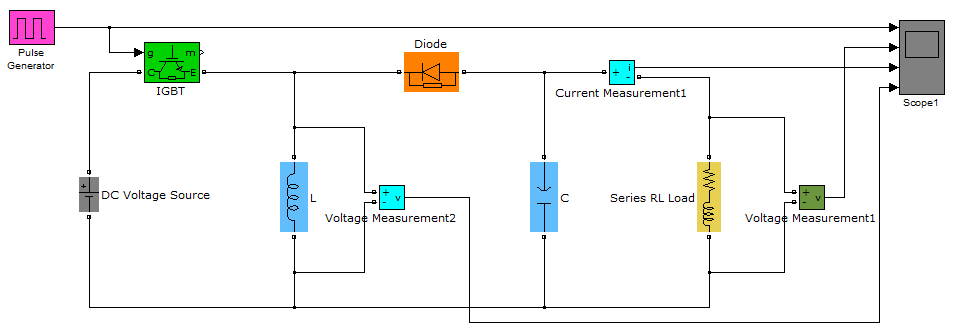 Pulse
Generator
g
m
C
E
IGBT
Diode
+
i
-
Current Measurement1
Scope1
+
DC Voltage Source
L
+
-
v
Voltage Measurement2
C
Series RL Load
+
-
v
Voltage Measurement1